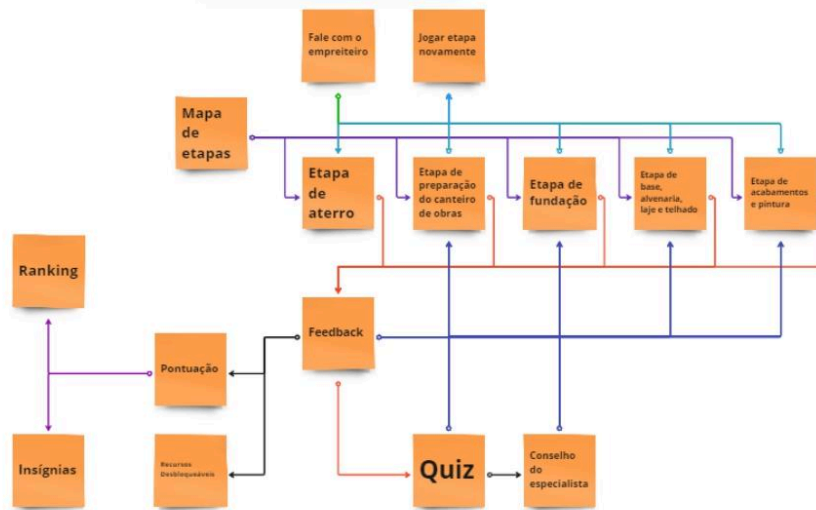 Fale com o
empreiteiro
Jogar etapa
novamente
Mapa
de
etapas
Etapa
de
aterro
Etapa de
preparação
do canteiro
de obras
Etapa de
fundação
Etapa de
base,
alvenaria,
laje e telhado
Etapa de
acabamentos
e pintura
Ranking
Feedback
Pontuação
Insígnias
Recursos
Desbloqueáveis
Quiz
Conselho
do
especialista